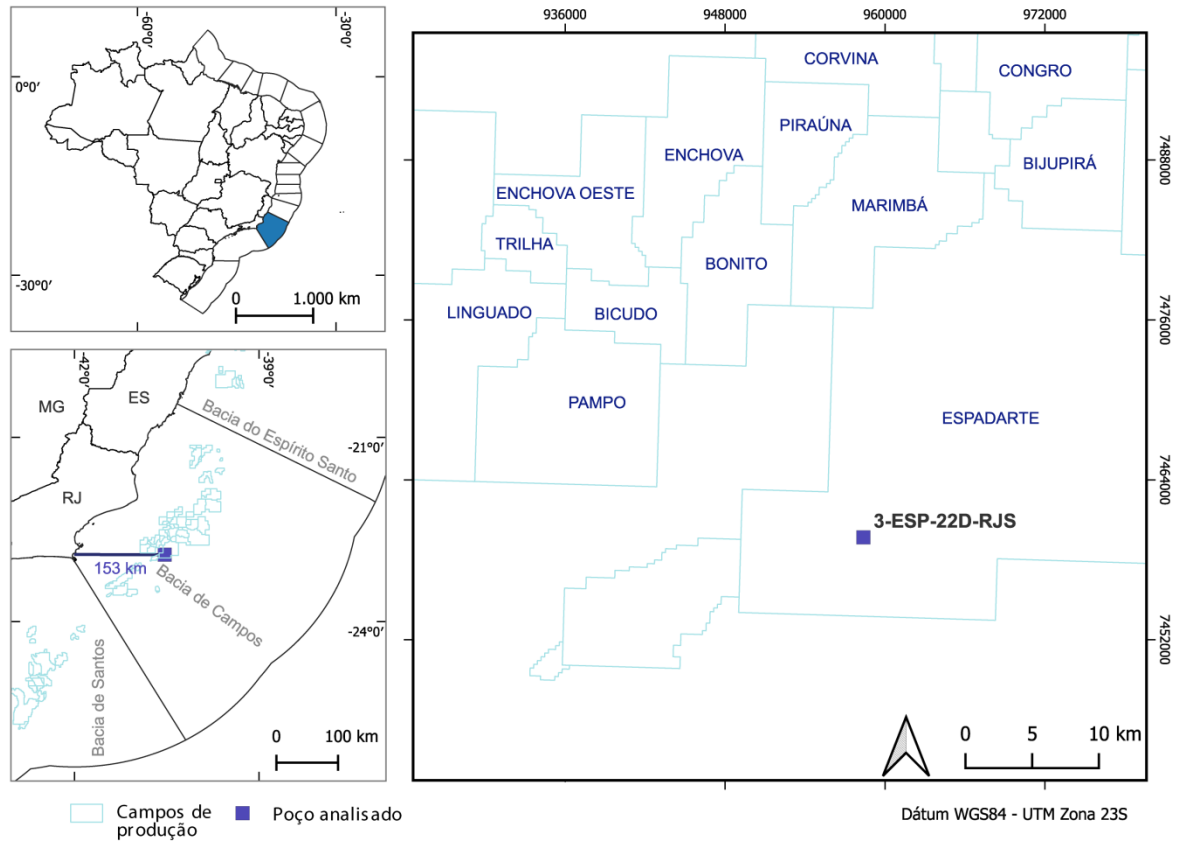 -60°0'
-30°0'
0°0'
-30°0'
0
1.000 km
-42°0'
-39°0'
MG
ES
Bacia do Espírito Santo
-21°0'
RJ
153 km
Bacia de Campos
-24°0'
Bacia de Santos
0
100 km
936000
948000
960000
972000
CORVINA
CONGRO
PIRAÚNA
ENCHOVA
BIJUPIRÁ
7488000
ENCHOVA OESTE
MARIMBÁ
TRILHA
BONITO
LINGUADO
BICUDO
7476000
PAMPO
ESPADARTE
7464000
3-ESP-22D-RJS
7452000
0
5
10 km
Campos de
produção
Poço analisado
Dátum WGS84 - UTM Zona 23S